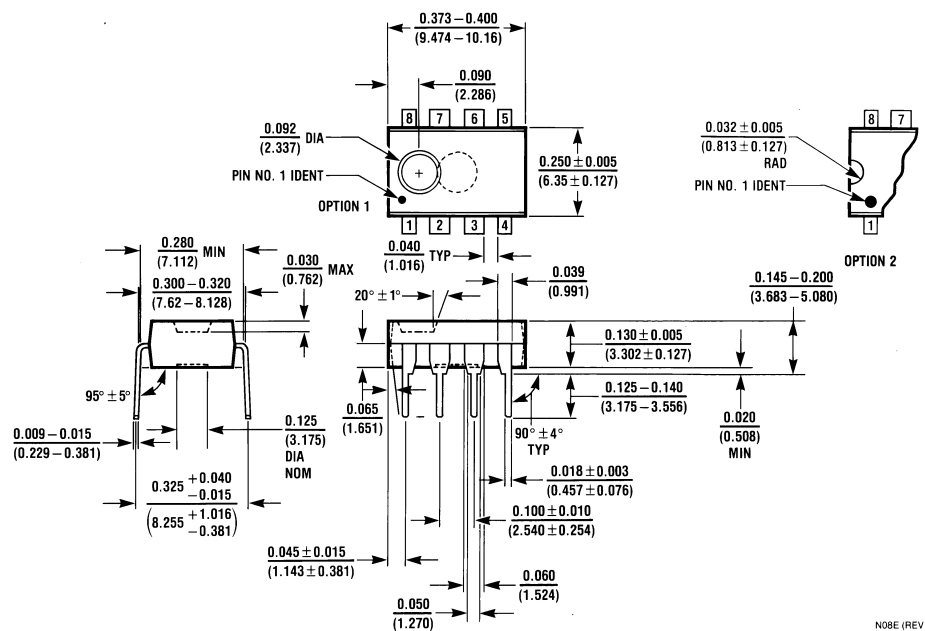 0.373 – 0.400
(9.474 – 10.16)
0.090
(2.286)
8 7 6 5
0.092 DIA
(2.337)
PIN NO. 1 IDENT
OPTION 1
0.250 ± 0.005
(6.35 ± 0.127)
1 2 3 4
0.032 ± 0.005
(0.813 ± 0.127)
RAD
PIN NO. 1 IDENT
8 7
1
OPTION 2
0.280 MIN
(7.112)
0.300 – 0.320
(7.62 – 8.128)
0.030 MAX
(0.762)
0.040 TYP
(1.016)
20° ± 1°
0.039
(0.991)
0.145 – 0.200
(3.683 – 5.080)
0.130 ± 0.005
(3.302 ± 0.127)
0.125 – 0.140
(3.175 – 3.556)
0.020
(0.508)
MIN
95° ± 5°
0.009 – 0.015
(0.229 – 0.381)
0.125
(3.175)
DIA
NOM
0.065
(1.651)
90° ± 4°
TYP
0.325 +0.040
−0.015
(8.255 +1.016
−0.381)
0.018 ± 0.003
(0.457 ± 0.076)
0.100 ± 0.010
(2.540 ± 0.254)
0.045 ± 0.015
(1.143 ± 0.381)
0.060
(1.524)
0.050
(1.270)
N08E (REV